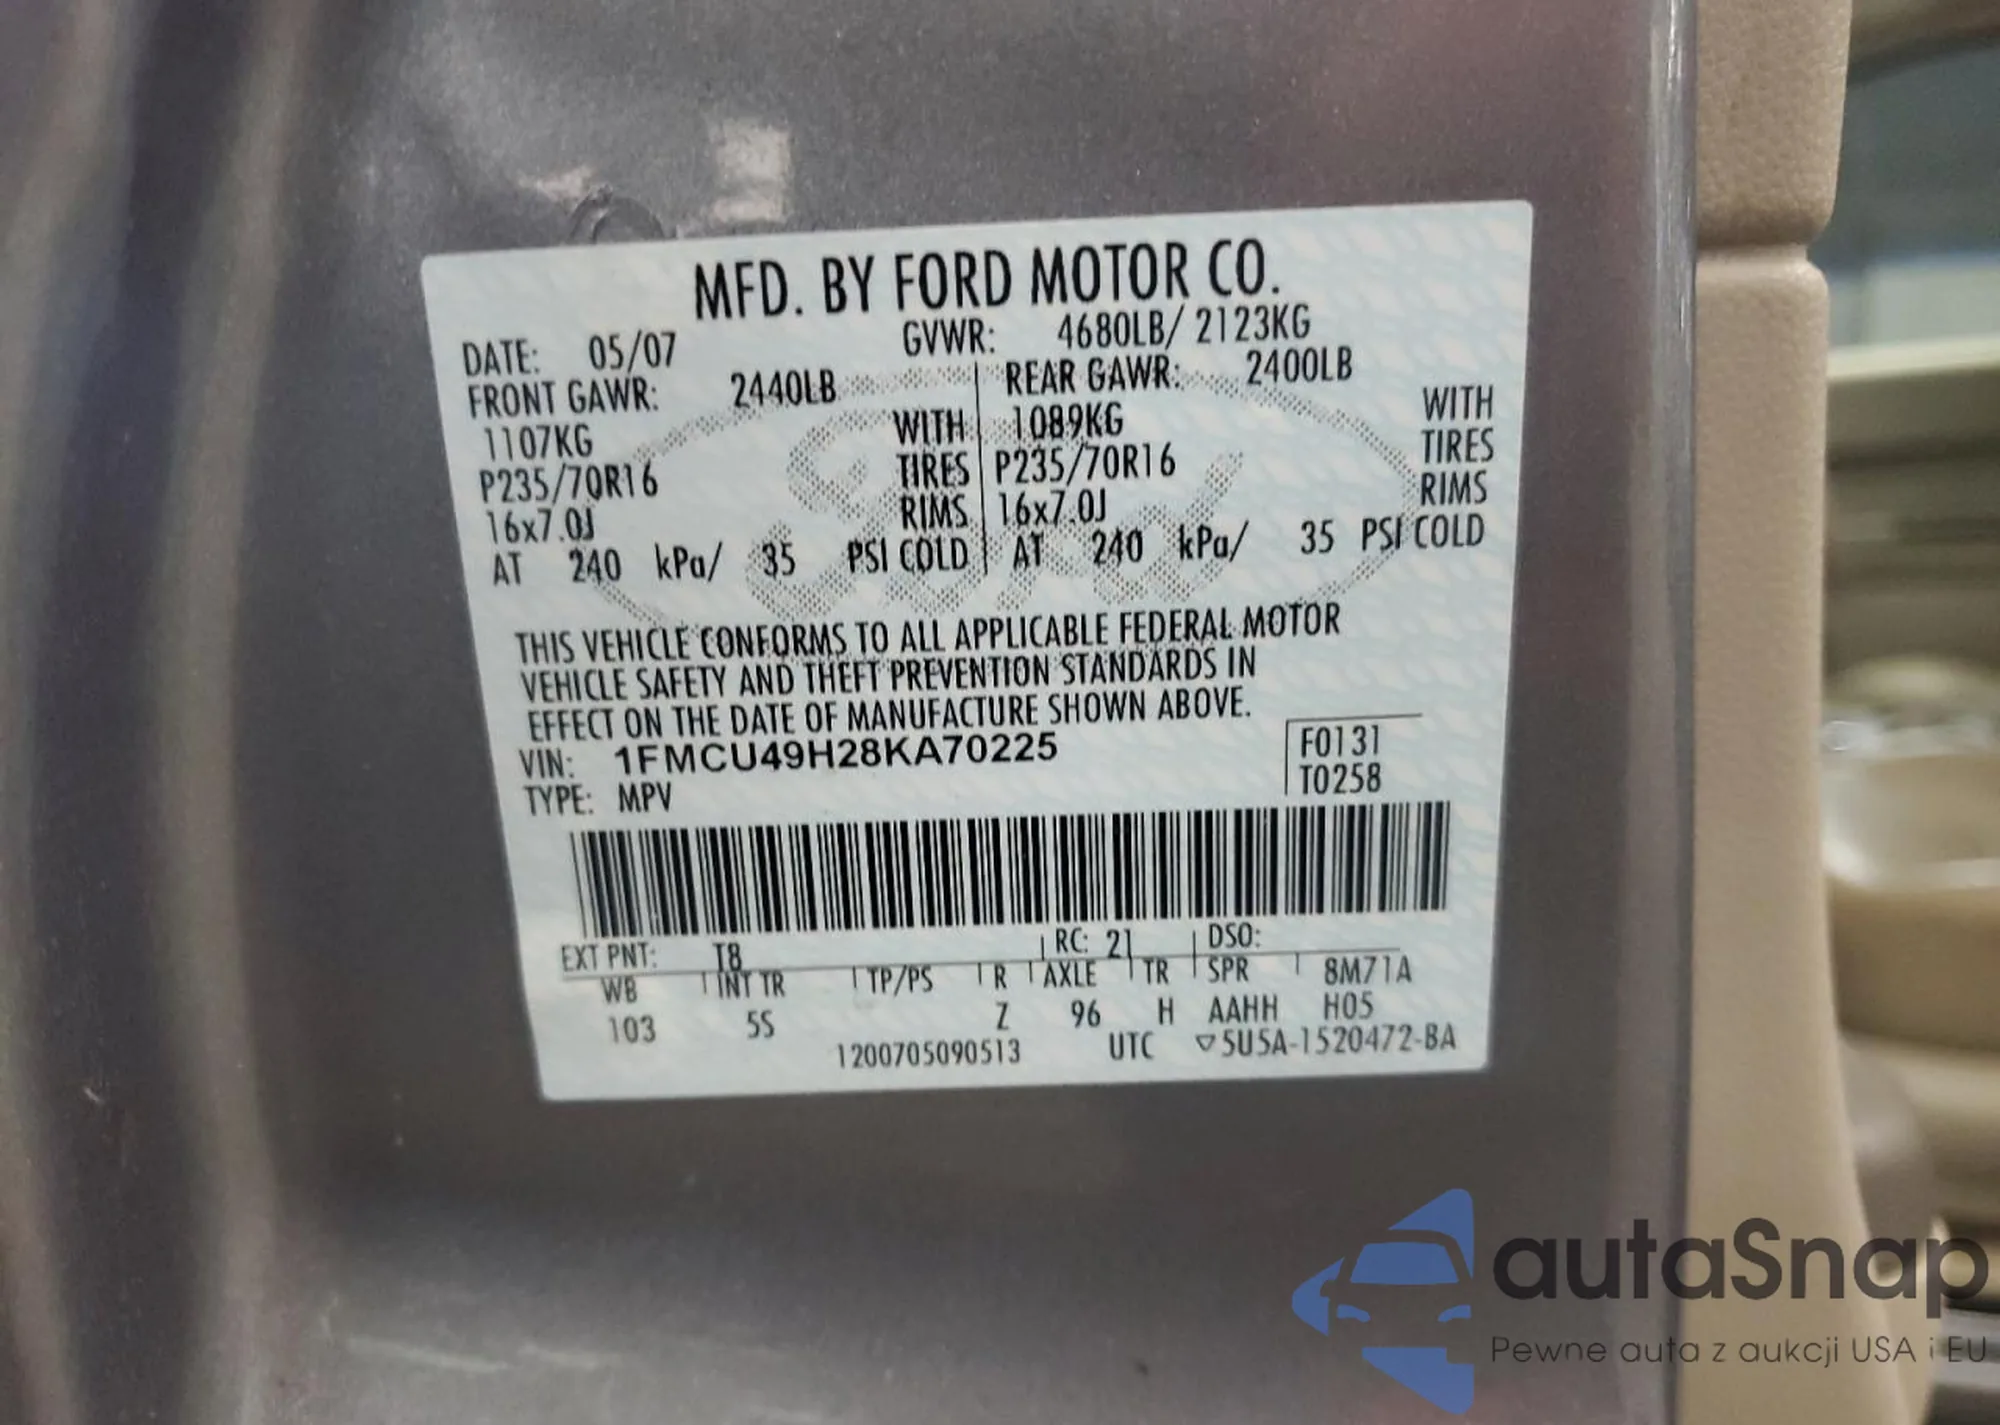 MFD. BY FORD MOTOR CO.
DATE: 05/07 GVWR: 4680LB/ 2123KG
FRONT GAWR: 2440LB REAR GAWR: 2400LB
1107KG WITH 1089KG WITH
P235/70R16 TIRES P235/70R16 TIRES
16x7.0J RIMS 16x7.0J RIMS
AT 240 kPa/ 35 PSI COLD AT 240 kPa/ 35 PSI COLD
THIS VEHICLE CONFORMS TO ALL APPLICABLE FEDERAL MOTOR
VEHICLE SAFETY AND THEFT PREVENTION STANDARDS IN
EFFECT ON THE DATE OF MANUFACTURE SHOWN ABOVE.
VIN: 1FMCU49H28KA70225 F0131
TYPE: MPV T0258
EXT PNT: T8 RC: 21 DSO:
WB INT TR TP/PS R AXLE TR SPR 8M71A
103 5S Z 96 H AAHH H05
1200705090513 UTC ▽5U5A-1520472-BA
autaSnap
Pewne auta z aukcji USA i EU